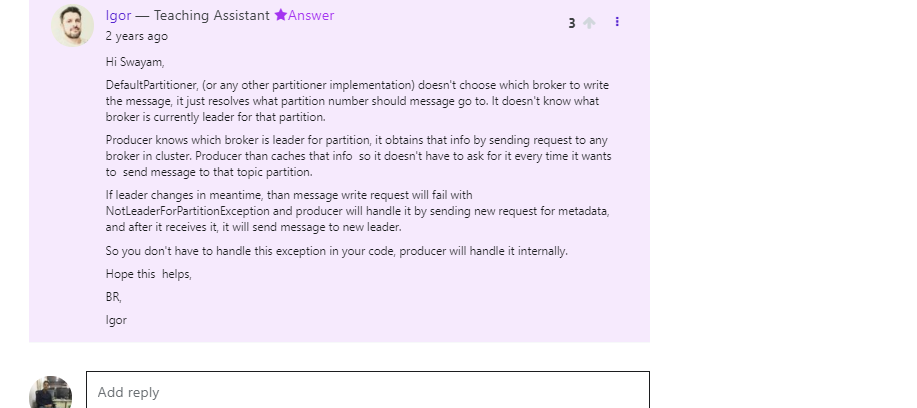 Igor — Teaching Assistant ★Answer
3
2 years ago
Hi Swayam,
DefaultPartitioner, (or any other partitioner implementation) doesn't choose which broker to write
the message, it just resolves what partition number should message go to. It doesn't know what
broker is currently leader for that partition.
Producer knows which broker is leader for partition, it obtains that info by sending request to any
broker in cluster. Producer than caches that info  so it doesn't have to ask for it every time it wants
to  send message to that topic partition.
If leader changes in meantime, than message write request will fail with
NotLeaderForPartitionException and producer will handle it by sending new request for metadata,
and after it receives it, it will send message to new leader.
So you don't have to handle this exception in your code, producer will handle it internally.
Hope this  helps,
BR,
Igor
Add reply